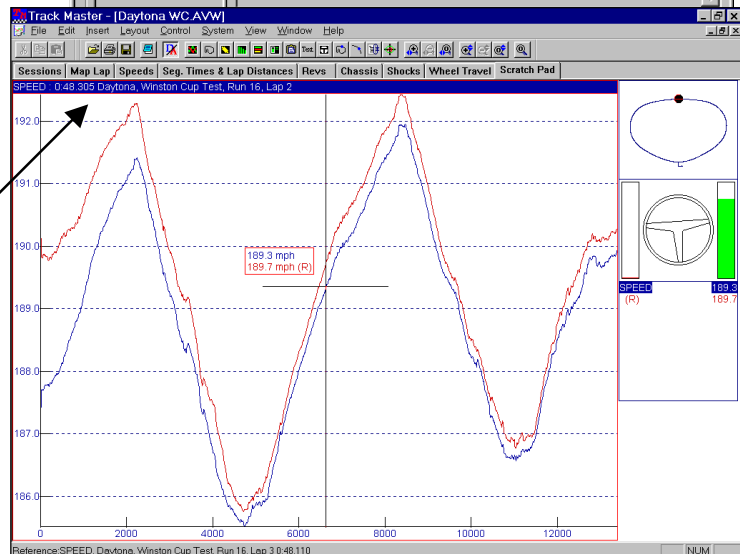 Track Master - [Daytona WC.AVW]
File Edit Insert Layout Control System View Window Help
Text
Sessions Map Lap Speeds Seg. Times & Lap Distances Revs Chassis Shocks Wheel Travel Scratch Pad
SPEED : 0:48.305 Daytona, Winston Cup Test, Run 16, Lap 2
192.0
191.0
190.0
189.0
188.0
187.0
186.0
189.3 mph
189.7 mph (R)
0 2000 4000 6000 8000 10000 12000
SPEED 189.3
(R) 189.7
Reference:SPEED, Daytona, Winston Cup Test, Run 16, Lap 3 0:48.110
NUM